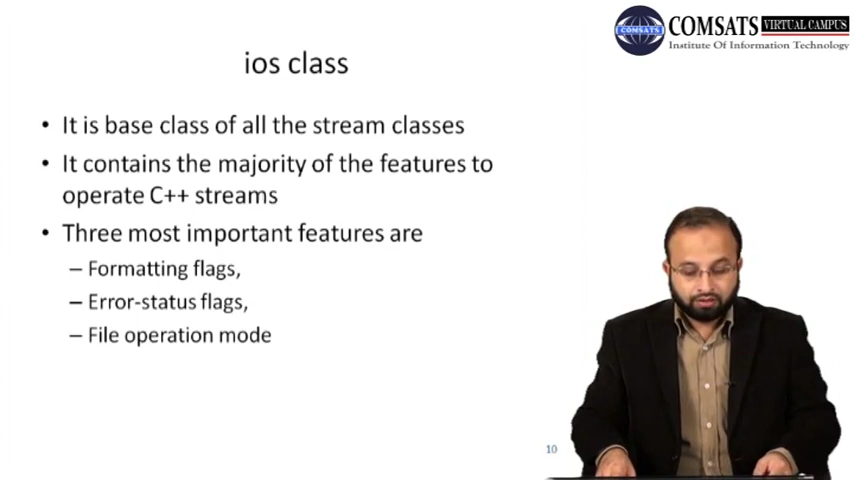 COMSATS
COMSATS VIRTUAL CAMPUS
Institute Of Information Technology
ios class
• It is base class of all the stream classes
• It contains the majority of the features to
operate C++ streams
• Three most important features are
– Formatting flags,
– Error-status flags,
– File operation mode
10